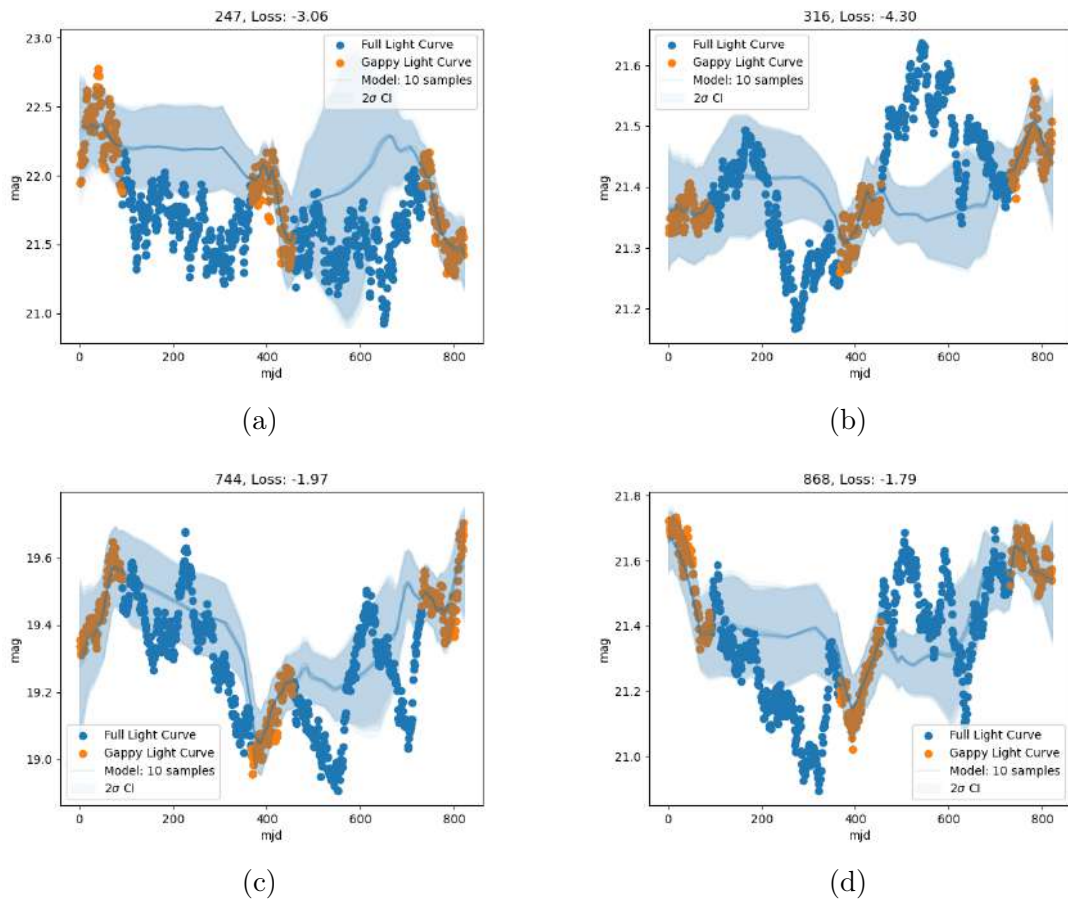 247, Loss: -3.06
23.0
22.5
22.0
21.5
21.0
mag
0 200 400 600 800
mjd
Full Light Curve
Gappy Light Curve
Model: 10 samples
2σ CI
(a)
316, Loss: -4.30
21.6
21.5
21.4
21.3
21.2
mag
0 200 400 600 800
mjd
Full Light Curve
Gappy Light Curve
Model: 10 samples
2σ CI
(b)
744, Loss: -1.97
19.6
19.4
19.2
19.0
mag
0 200 400 600 800
mjd
Full Light Curve
Gappy Light Curve
Model: 10 samples
2σ CI
(c)
868, Loss: -1.79
21.8
21.6
21.4
21.2
21.0
mag
0 200 400 600 800
mjd
Full Light Curve
Gappy Light Curve
Model: 10 samples
2σ CI
(d)